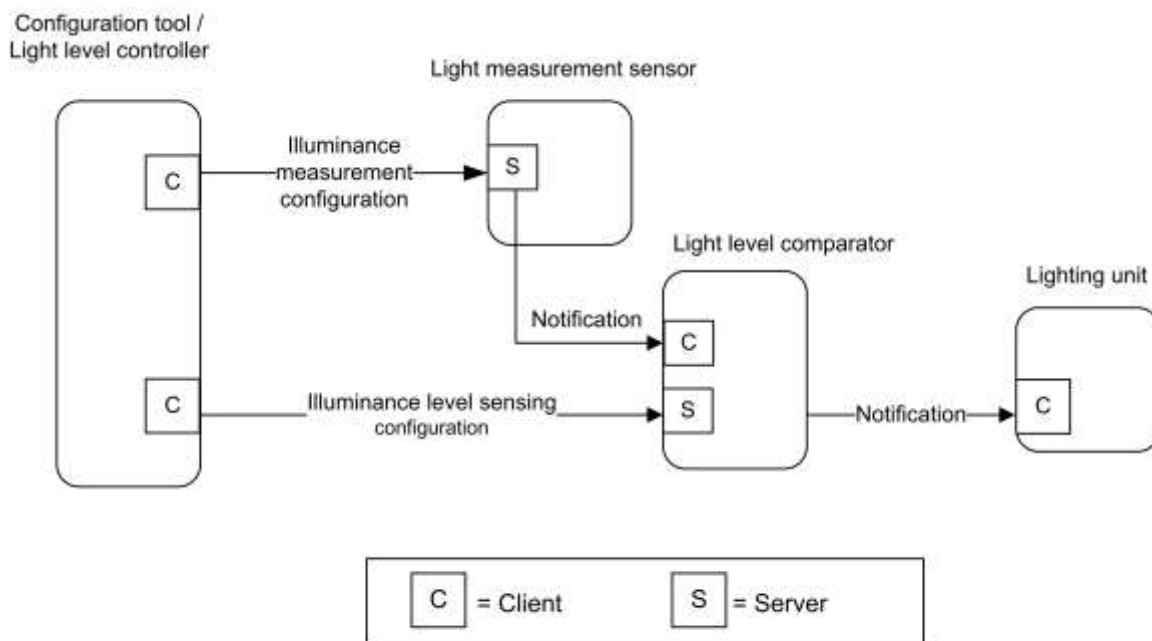 Configuration tool /
Light level controller
Light measurement sensor
Illuminance
measurement
configuration
C
S
Light level comparator
Lighting unit
Notification
C
C
Illuminance level sensing
configuration
S
Notification
C
C = Client
S = Server